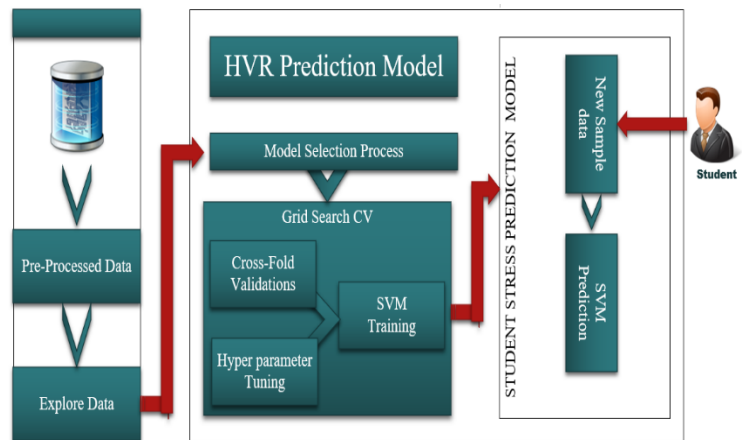 Pre-Processed Data
Explore Data
HVR Prediction Model
Model Selection Process
Grid Search CV
Cross-Fold
Validations
Hyper parameter
Tuning
SVM
Training
STUDENT STRESS PREDICTION MODEL
New Sample
data
SVM
Prediction
Student